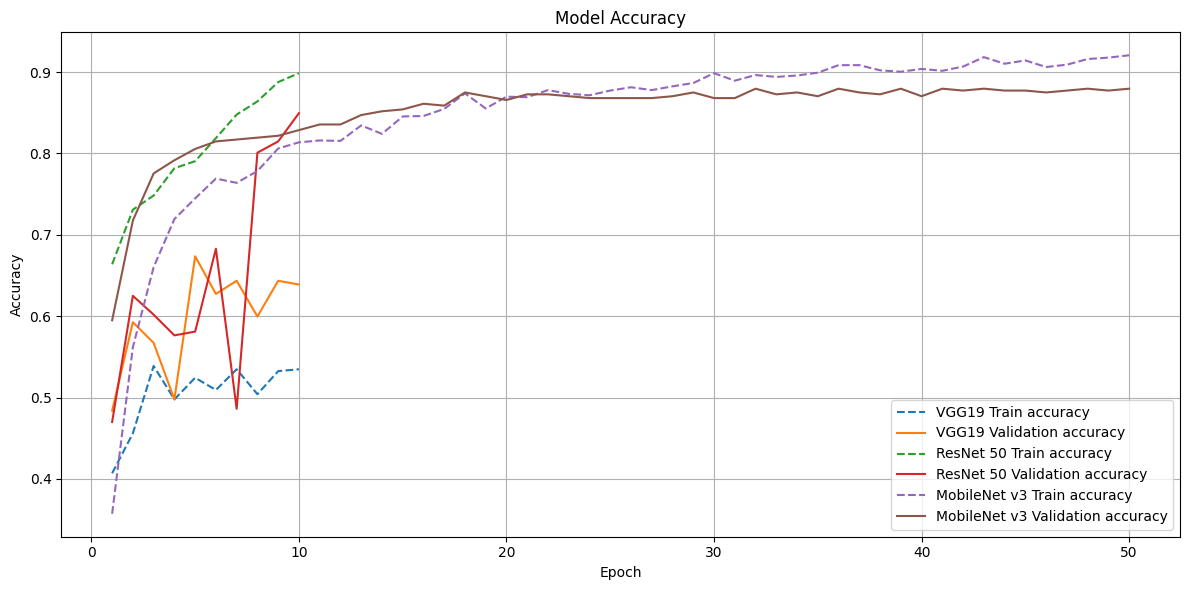 Model Accuracy
Accuracy
0.9
0.8
0.7
0.6
0.5
0.4
VGG19 Train accuracy
VGG19 Validation accuracy
ResNet 50 Train accuracy
ResNet 50 Validation accuracy
MobileNet v3 Train accuracy
MobileNet v3 Validation accuracy
0 10 20 30 40 50
Epoch